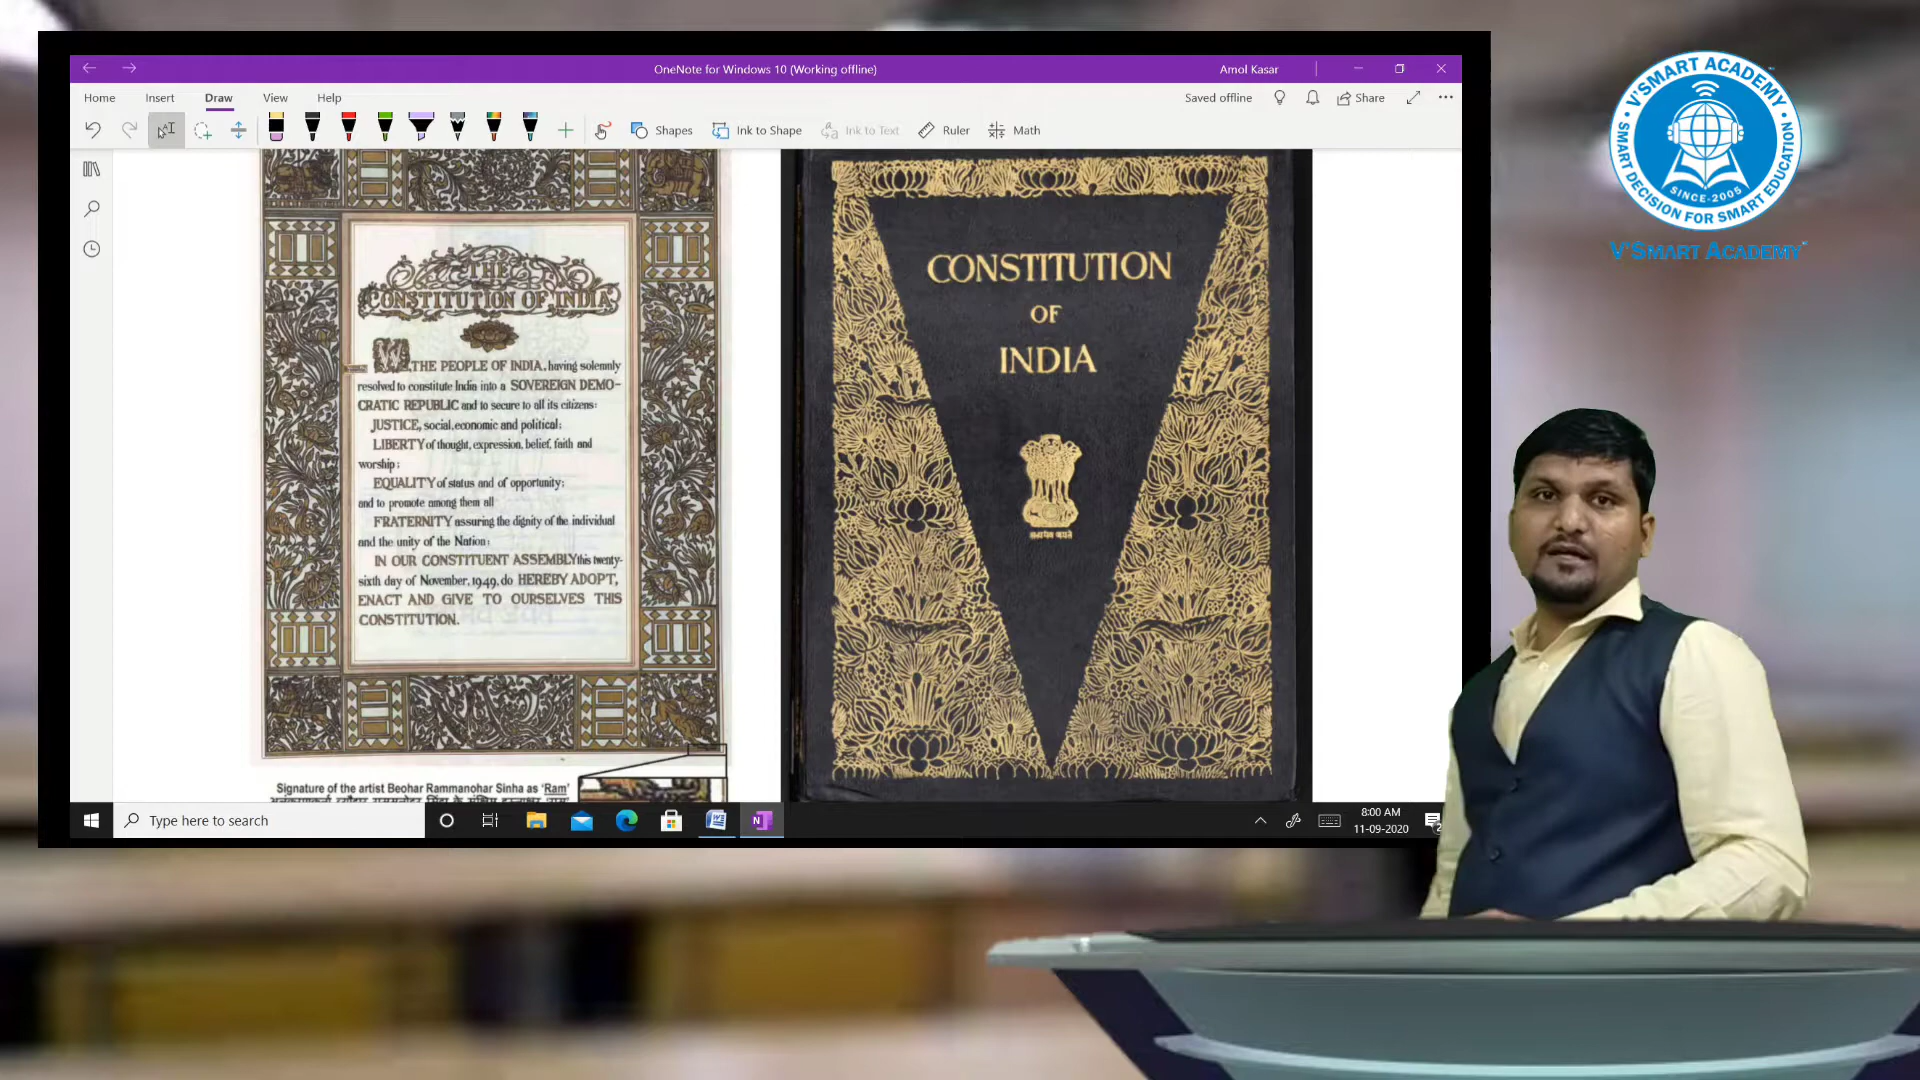 OneNote for Windows 10 (Working offline)
Amol Kasar
Home Insert Draw View Help
Saved offline
Share
Shapes
Ink to Shape
Ink to Text
Ruler
Math
THE
CONSTITUTION OF INDIA
WE, THE PEOPLE OF INDIA, having solemnly
resolved to constitute India into a SOVEREIGN DEMO-
CRATIC REPUBLIC and to secure to all its citizens:
JUSTICE, social, economic and political;
LIBERTY of thought, expression, belief, faith and
worship;
EQUALITY of status and of opportunity;
and to promote among them all
FRATERNITY assuring the dignity of the individual
and the unity of the Nation;
IN OUR CONSTITUENT ASSEMBLY this twenty-
sixth day of November, 1949, do HEREBY ADOPT,
ENACT AND GIVE TO OURSELVES THIS
CONSTITUTION.
Signature of the artist Beohar Rammanohar Sinha as 'Ram'
CONSTITUTION
OF
INDIA
सत्यमेव जयते
Type here to search
8:00 AM
11-09-2020
V'SMART ACADEMY
SMART DECISION FOR SMART EDUCATION
SINCE-2005
V'SMART ACADEMY